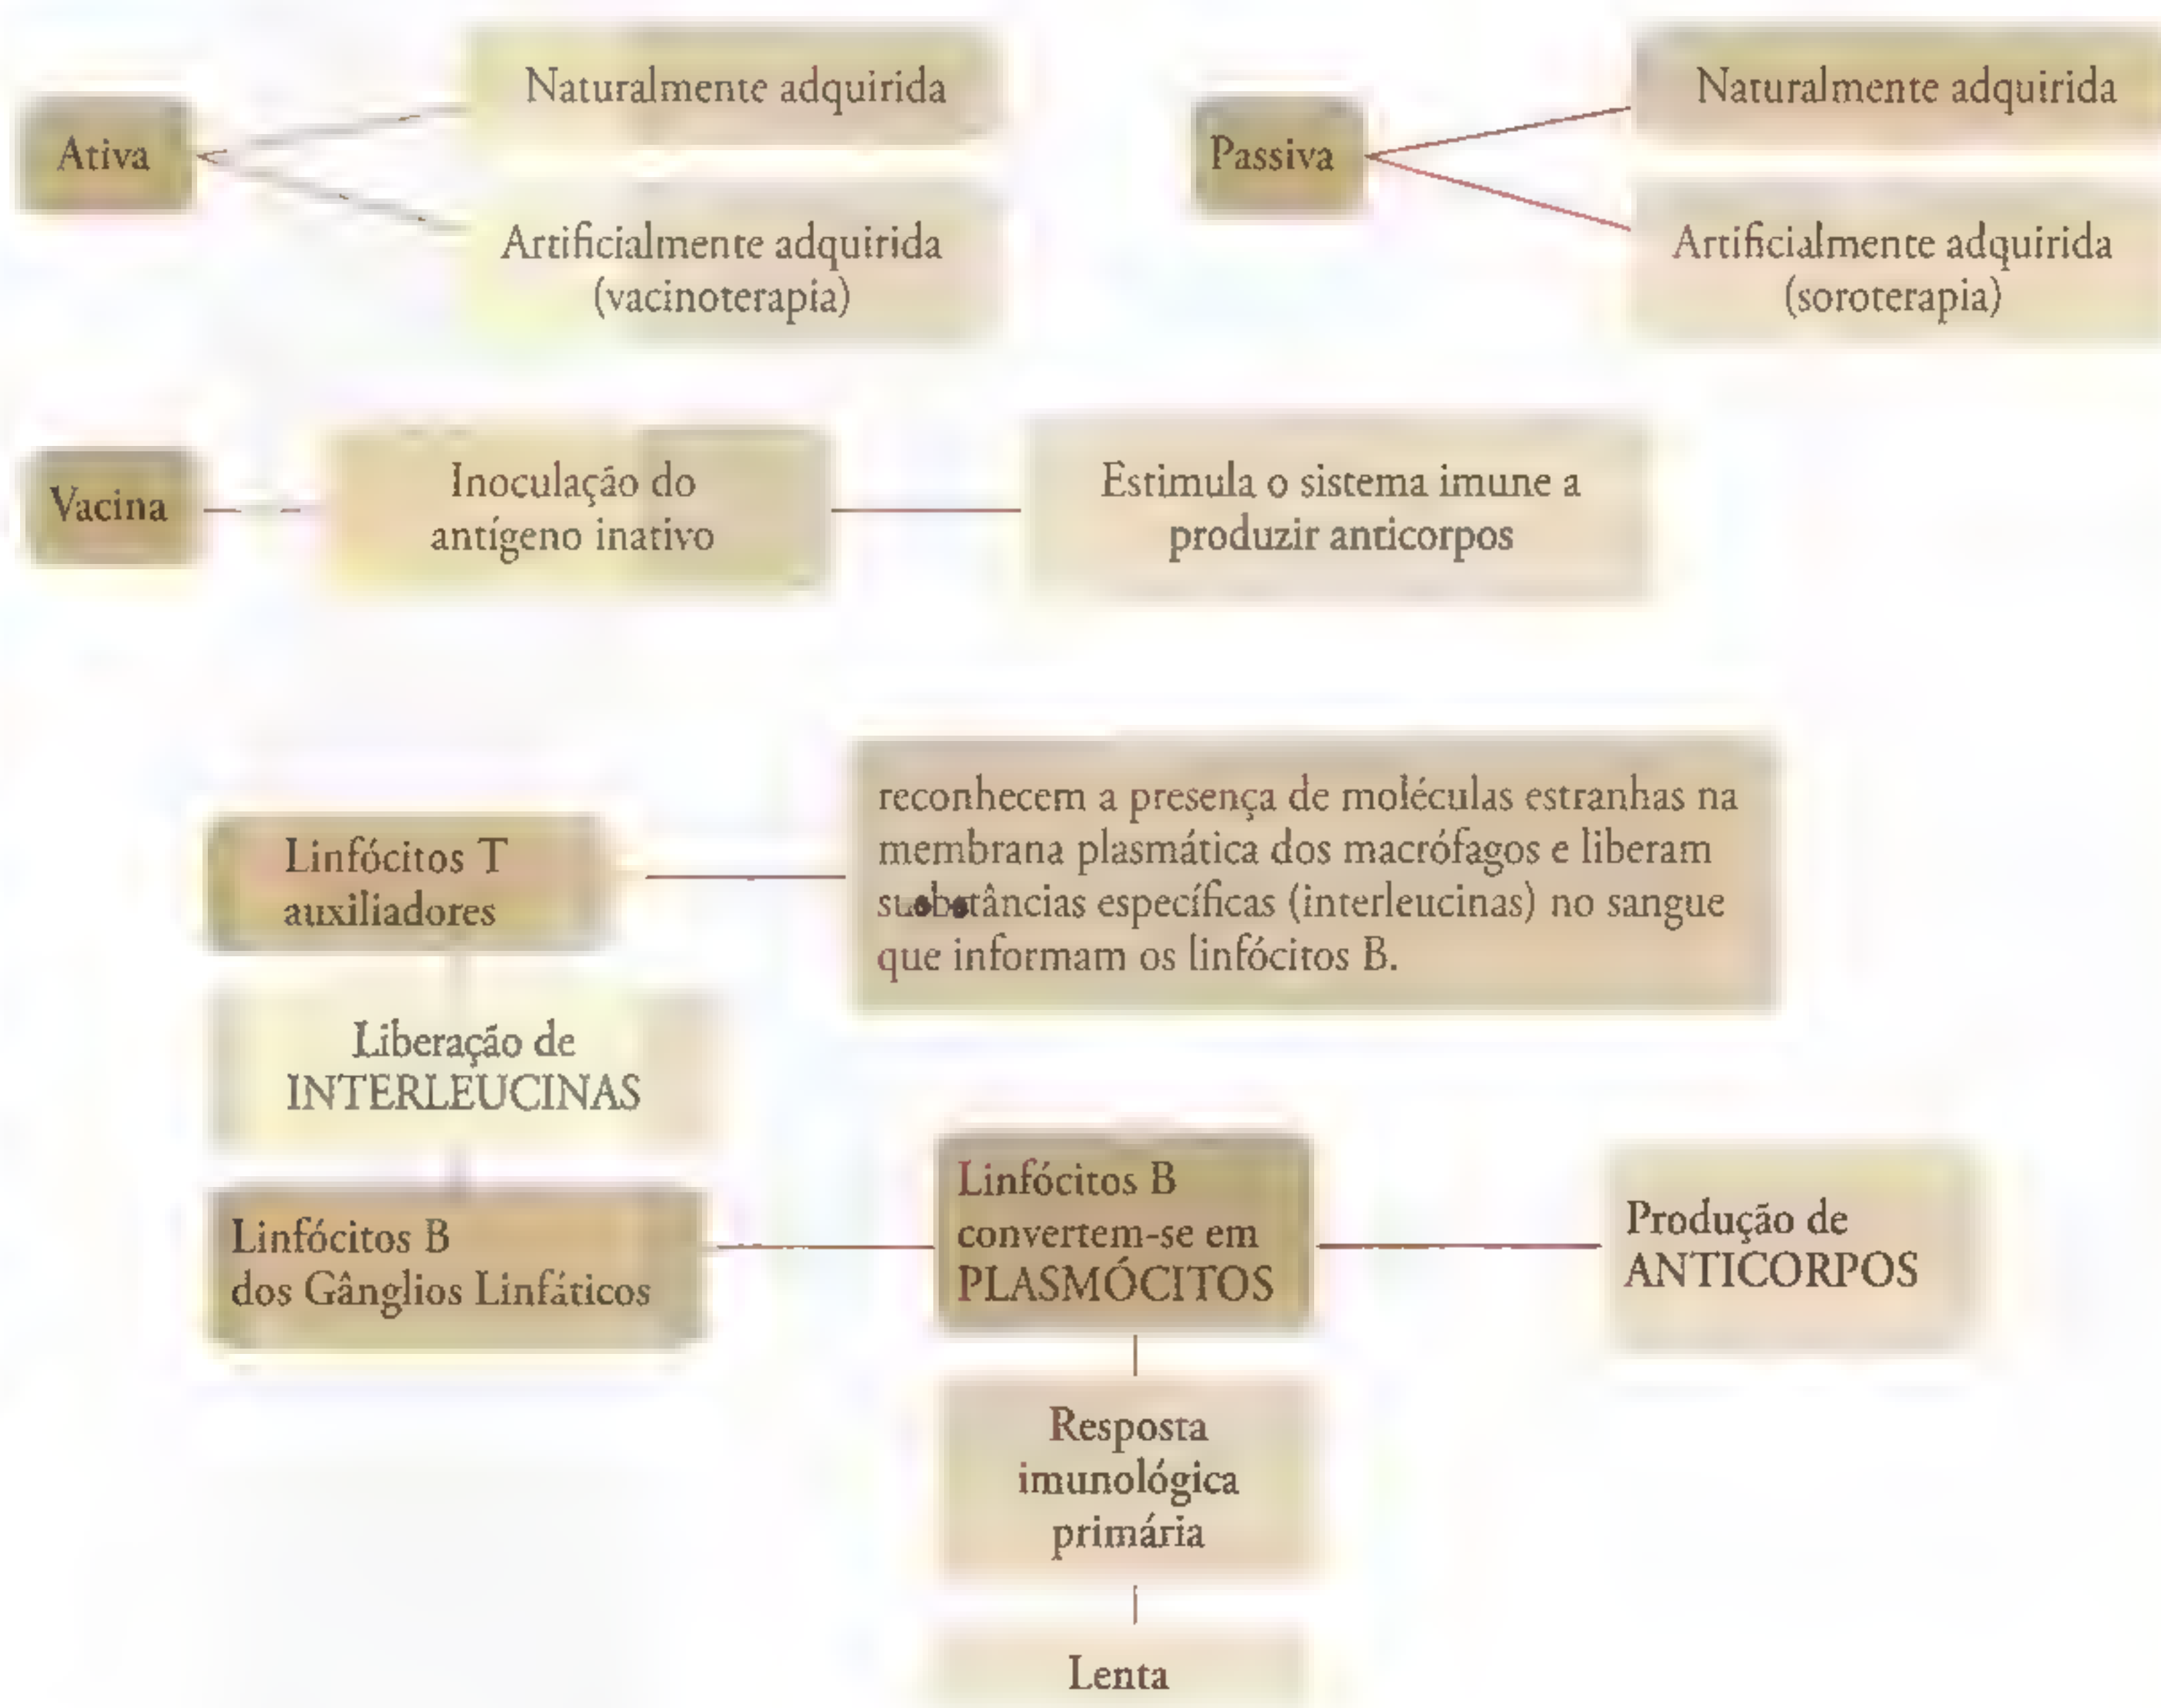 Ativa
Naturalmente adquirida
Artificialmente adquirida
(vacinoterapia)
Passiva
Naturalmente adquirida
Artificialmente adquirida
(soroterapia)
Vacina
Inoculação do
antígeno inativo
Estimula o sistema imune a
produzir anticorpos
Linfócitos T
auxiliadores
reconhecem a presença de moléculas estranhas na
membrana plasmática dos macrófagos e liberam
substâncias específicas (interleucinas) no sangue
que informam os linfócitos B.
Liberação de
INTERLEUCINAS
Linfócitos B
dos Gânglios Linfáticos
Linfócitos B
convertem-se em
PLASMÓCITOS
Produção de
ANTICORPOS
Resposta
imunológica
primária
Lenta